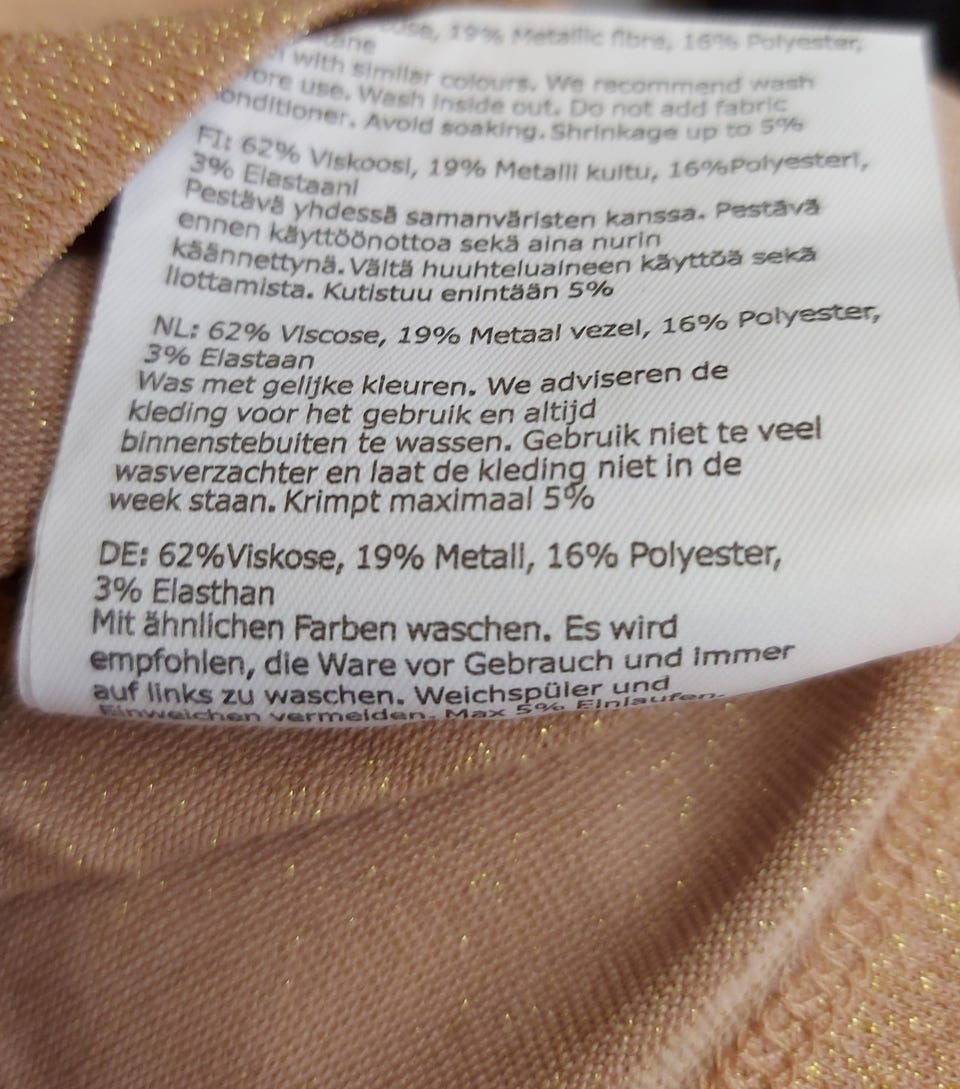 19% Metallic fibre, 16% Polyester,
with similar colours. We recommend wash
use. Wash inside out. Do not add fabric
onditioner. Avoid soaking. Shrinkage up to 5%
FI: 62% Viskoosi, 19% Metalli kuitu, 16%Polyesteri,
3% Elastaani
Pestävä yhdessä samanväristen kanssa. Pestävä
ennen käyttöönottoa sekä aina nurin
käännettynä. Vältä huuhteluaineen käyttöä sekä
liottamista. Kutistuu enintään 5%
NL: 62% Viscose, 19% Metaal vezel, 16% Polyester,
3% Elastaan
Was met gelijke kleuren. We adviseren de
kleding voor het gebruik en altijd
binnenstebuiten te wassen. Gebruik niet te veel
wasverzachter en laat de kleding niet in de
week staan. Krimpt maximaal 5%
DE: 62%Viskose, 19% Metall, 16% Polyester,
3% Elasthan
Mit ähnlichen Farben waschen. Es wird
empfohlen, die Ware vor Gebrauch und immer
auf links zu waschen. Weichspüler und
Einweichen vermeiden. Max 5% Einlaufen.